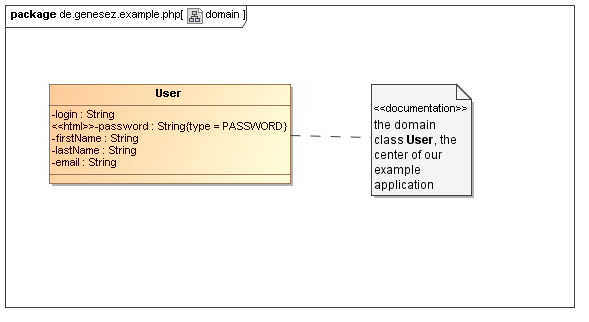 package de.genesez.example.php[ domain ]
User
-login : String
<<html>>-password : String{type = PASSWORD}
-firstName : String
-lastName : String
-email : String
<<documentation>>
the domain
class User, the
center of our
example
application